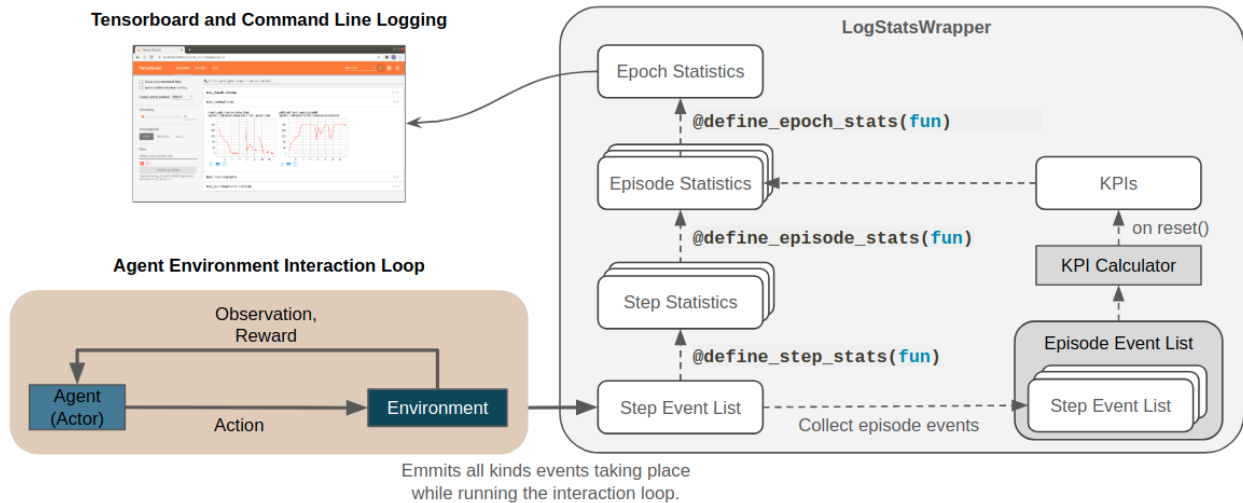 Tensorboard and Command Line Logging
LogStatsWrapper
Epoch Statistics
@define_epoch_stats(fun)
Episode Statistics
KPIs
@define_episode_stats(fun)
on reset()
KPI Calculator
Agent Environment Interaction Loop
Step Statistics
Observation,
Reward
@define_step_stats(fun)
Episode Event List
Agent
(Actor)
Action
Environment
Step Event List
Collect episode events
Step Event List
Emmits all kinds events taking place
while running the interaction loop.